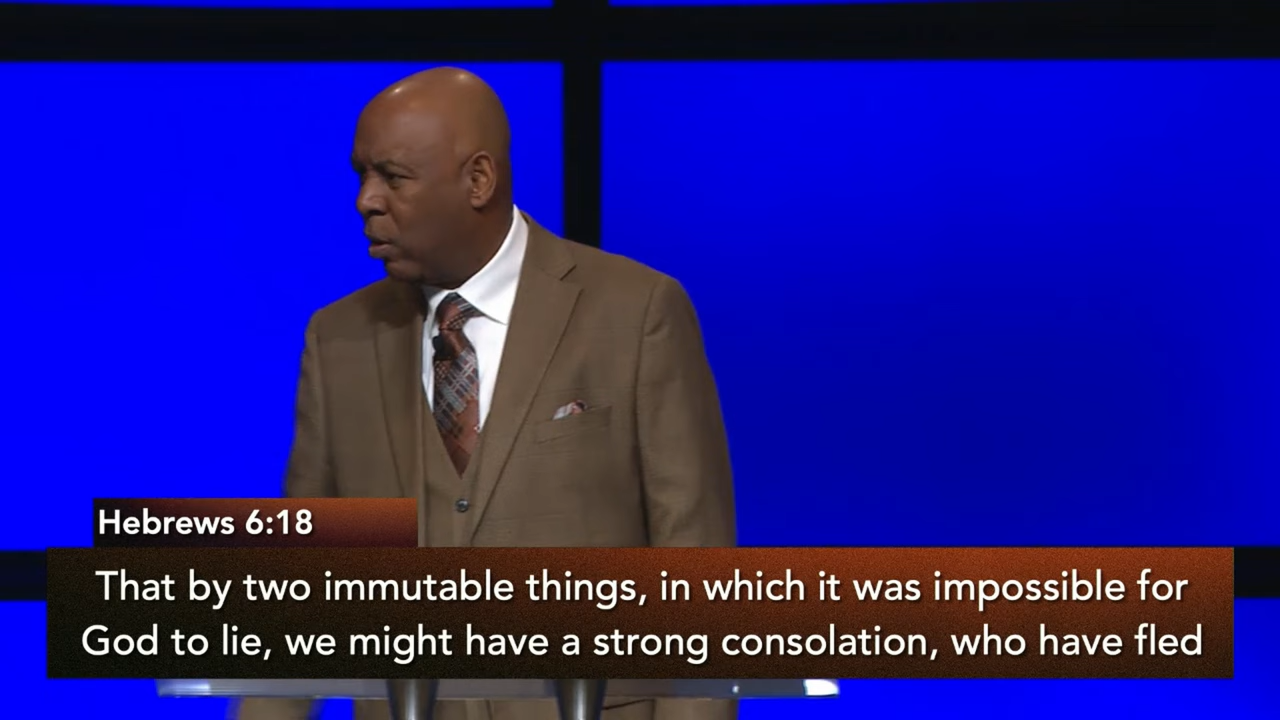 Hebrews 6:18
That by two immutable things, in which it was impossible for
God to lie, we might have a strong consolation, who have fled